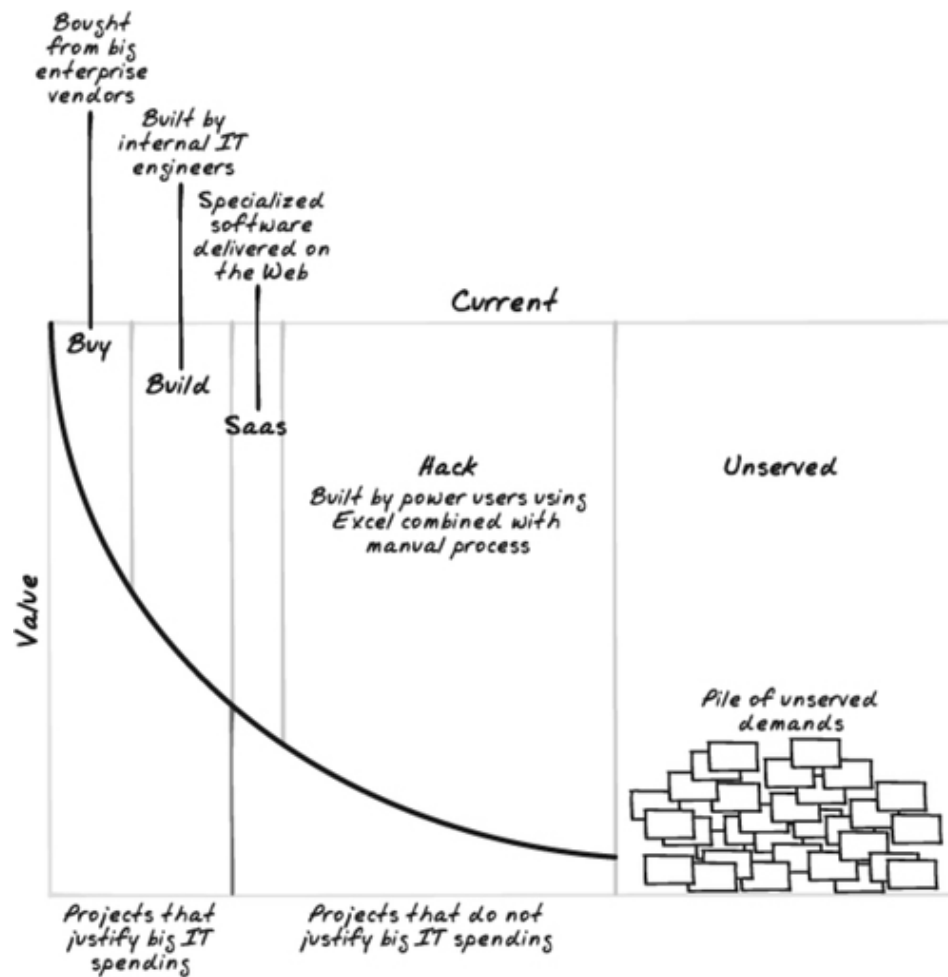 Bought
from big
enterprise
vendors
Built by
internal IT
engineers
Specialized
software
delivered on
the Web
Current
Buy
Build
Saas
Hack
Built by power users using
Excel combined with
manual process
Unserved
Value
Pile of unserved
demands
Projects that
justify big IT
spending
Projects that do not
justify big IT spending